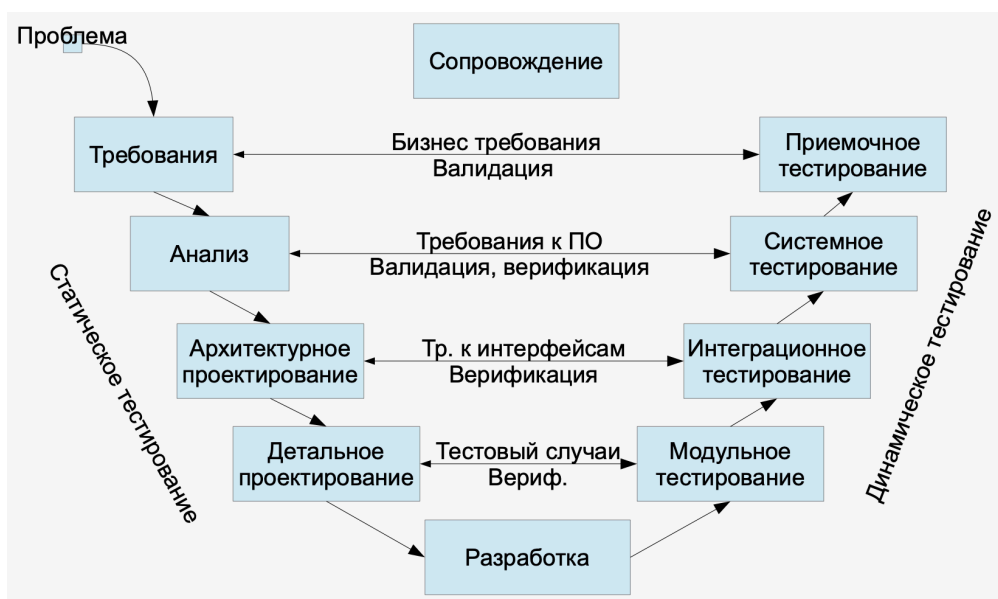 Проблема
Сопровождение
Требования
Бизнес требования
Валидация
Приемочное
тестирование
Анализ
Требования к ПО
Валидация, верификация
Системное
тестирование
Статическое тестирование
Динамическое тестирование
Архитектурное
проектирование
Тр. к интерфейсам
Верификация
Интеграционное
тестирование
Детальное
проектирование
Тестовый случаи
Вериф.
Модульное
тестирование
Разработка